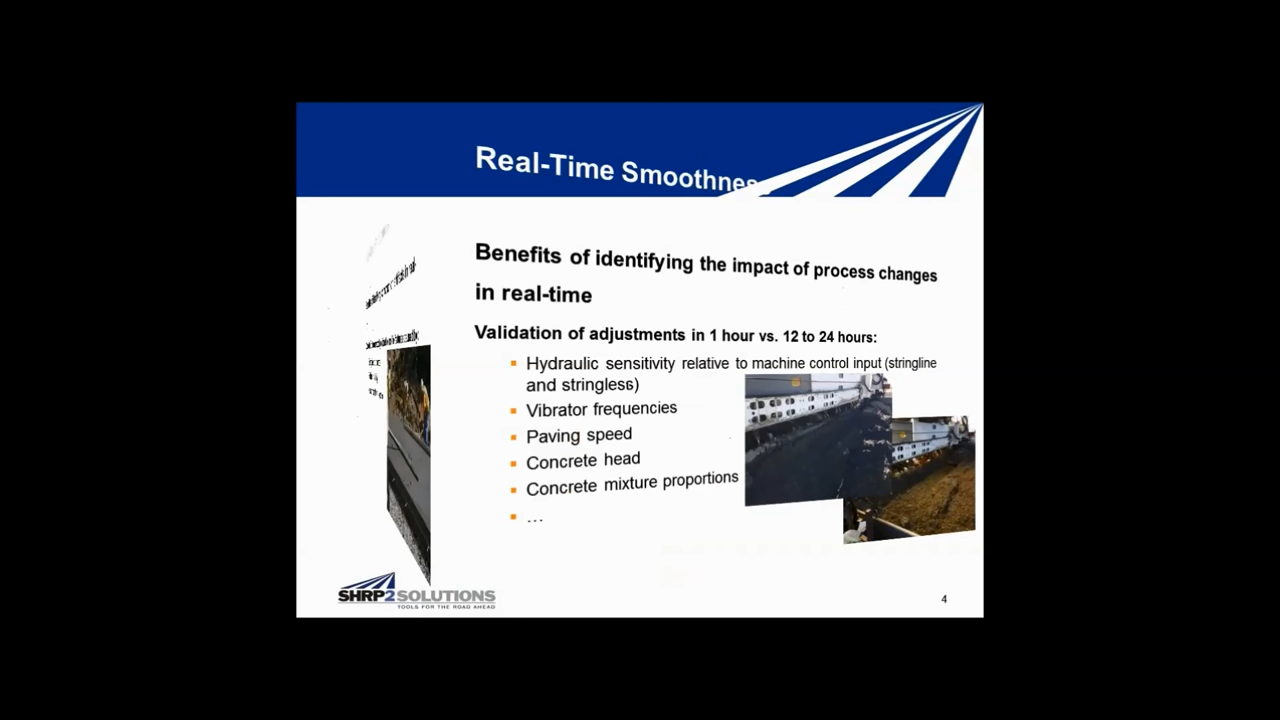 Real-Time Smoothnes
Benefits of identifying the impact of process changes
in real-time
Validation of adjustments in 1 hour vs. 12 to 24 hours:
Hydraulic sensitivity relative to machine control input (stringline
and stringless)
Vibrator frequencies
Paving speed
Concrete head
Concrete mixture proportions
...
SHRP2SOLUTIONS
TOOLS FOR THE ROAD AHEAD
4